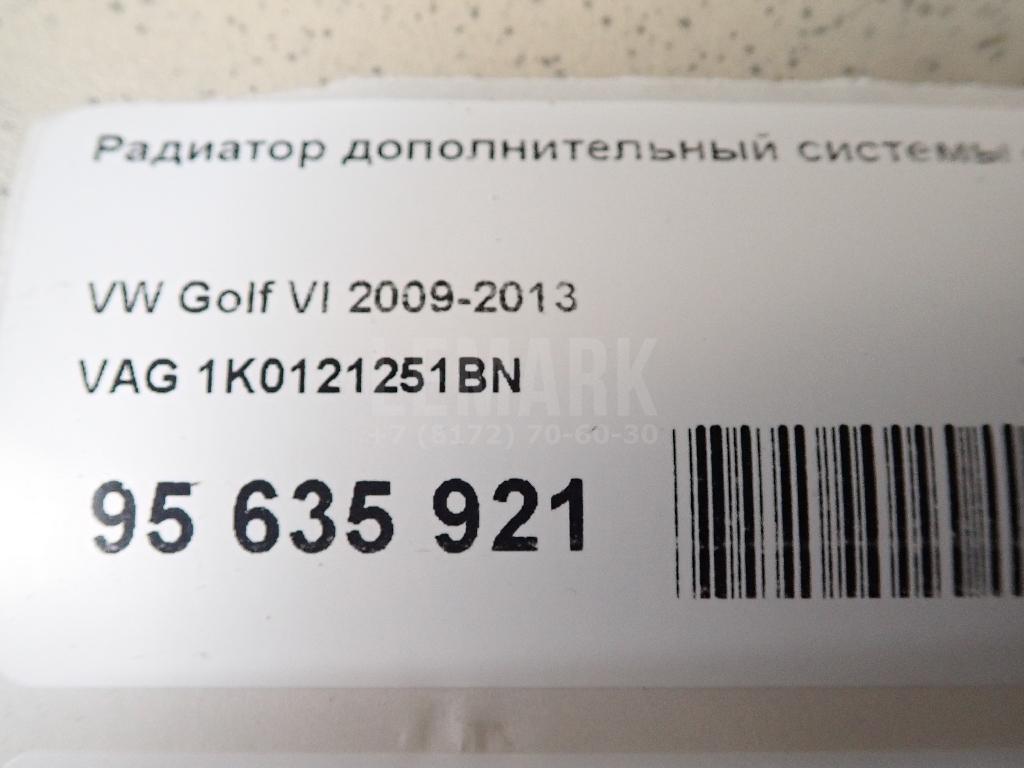 Радиатор дополнительный системы
VW Golf VI 2009-2013
VAG 1K0121251BN
LEMARK
+7 (8172) 70-60-30
95 635 921